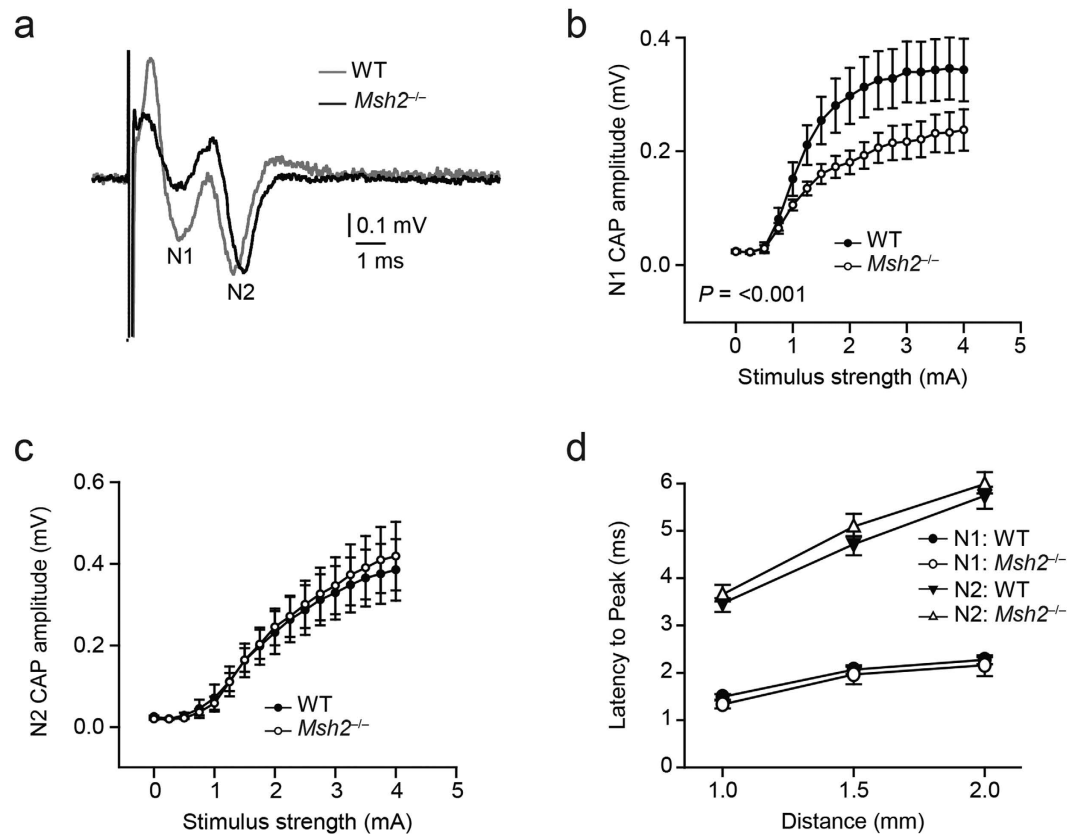 a
WT
Msh2–/–
0.1 mV
1 ms
N1
N2
b
N1 CAP amplitude (mV)
0.4
0.2
0.0
WT
Msh2–/–
P = <0.001
0 1 2 3 4 5
Stimulus strength (mA)
c
N2 CAP amplitude (mV)
0.6
0.4
0.2
0.0
WT
Msh2–/–
0 1 2 3 4 5
Stimulus strength (mA)
d
Latency to Peak (ms)
6
5
4
3
2
1
0
N1: WT
N1: Msh2–/–
N2: WT
N2: Msh2–/–
1.0 1.5 2.0
Distance (mm)